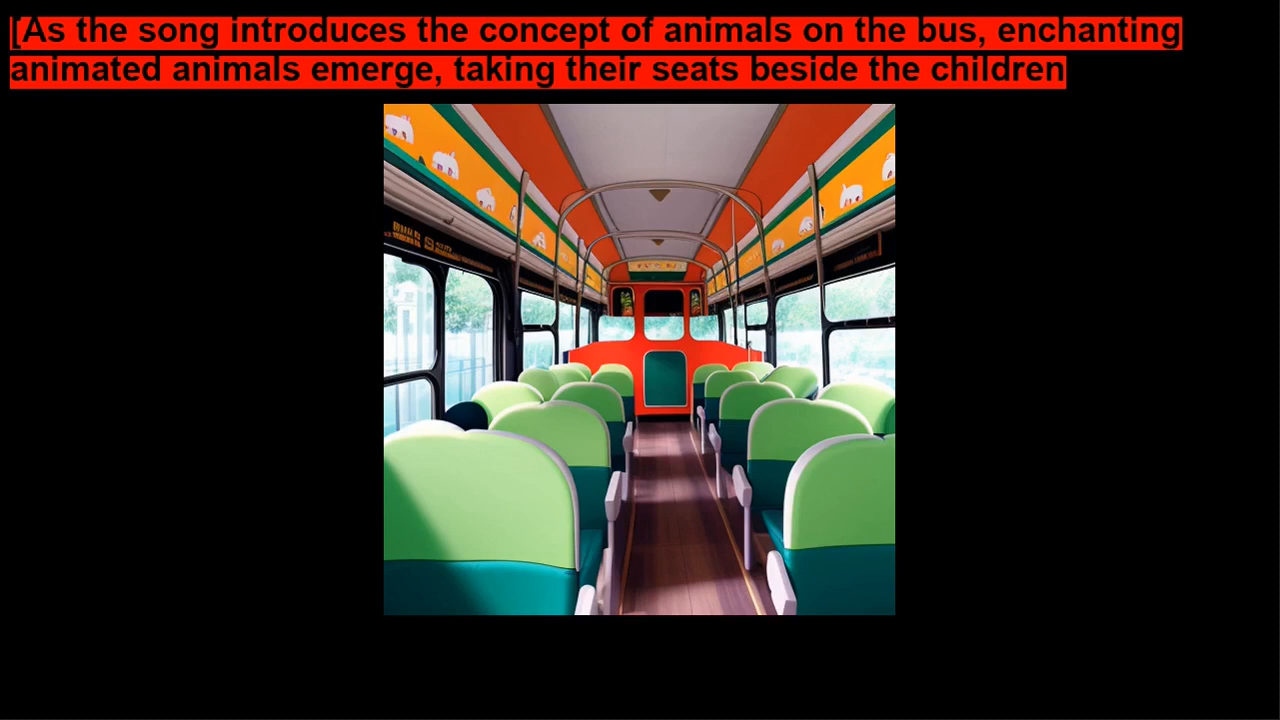 [As the song introduces the concept of animals on the bus, enchanting
animated animals emerge, taking their seats beside the children